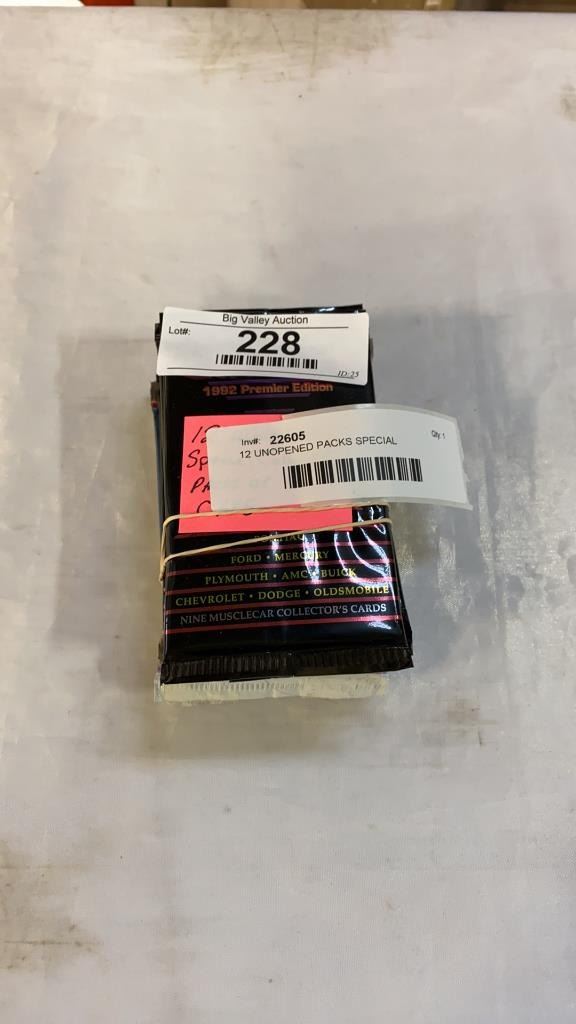 Big Valley Auction
Lot#:
228
ID:25
1992 Premier Edition
Inv#: 22605
Qty: 1
12 UNOPENED PACKS SPECIAL
12
FORD • MERCURY
PLYMOUTH • AMC • BUICK
CHEVROLET • DODGE • OLDSMOBILE
NINE MUSCLECAR COLLECTOR'S CARDS